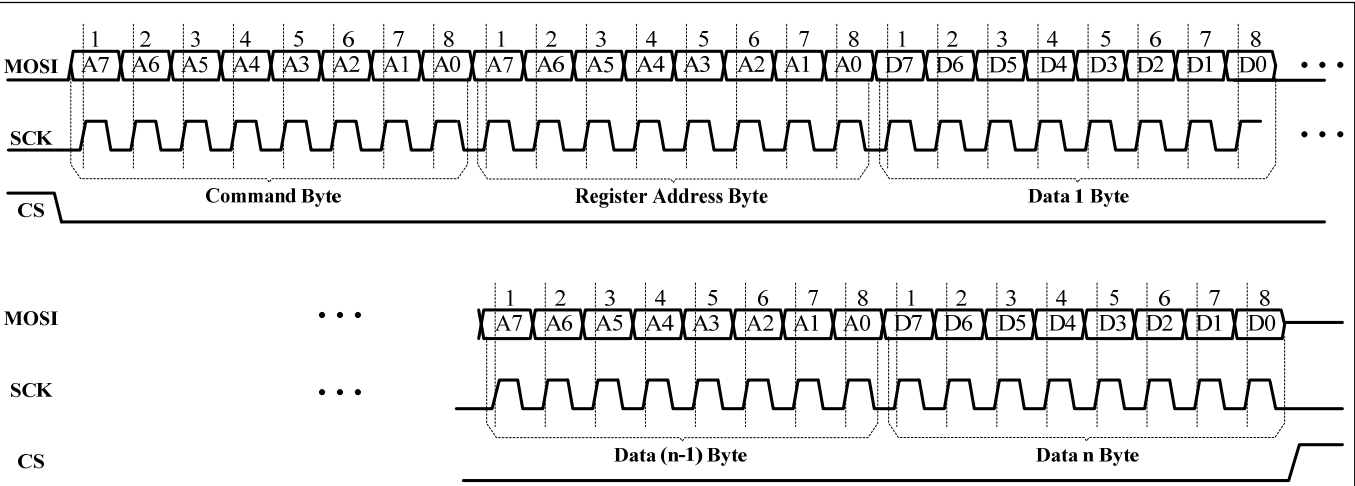 1 2 3 4 5 6 7 8 1 2 3 4 5 6 7 8 1 2 3 4 5 6 7 8
MOSI A7 A6 A5 A4 A3 A2 A1 A0 A7 A6 A5 A4 A3 A2 A1 A0 D7 D6 D5 D4 D3 D2 D1 D0 • • •
SCK • • •
Command Byte Register Address Byte Data 1 Byte
CS
1 2 3 4 5 6 7 8 1 2 3 4 5 6 7 8
MOSI • • • A7 A6 A5 A4 A3 A2 A1 A0 D7 D6 D5 D4 D3 D2 D1 D0
SCK • • •
Data (n-1) Byte Data n Byte
CS